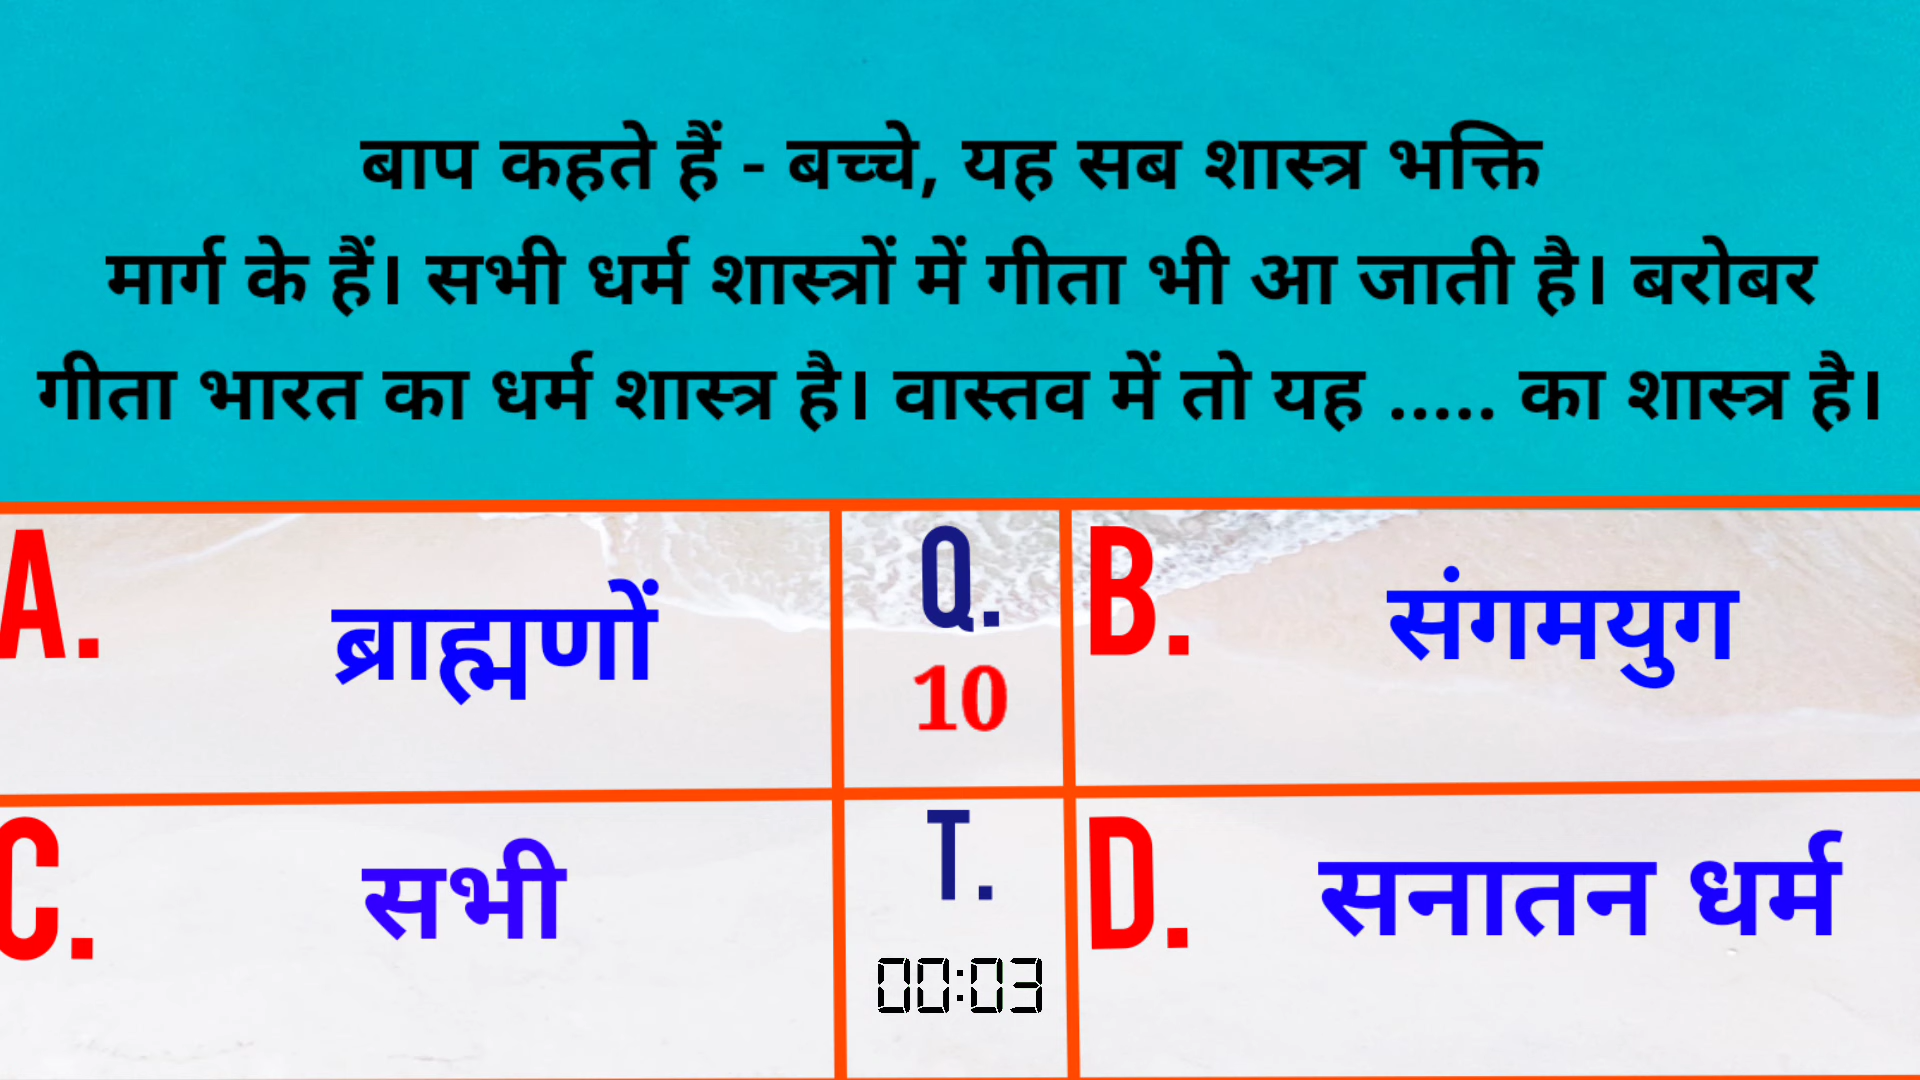 बाप कहते हैं - बच्चे, यह सब शास्त्र भक्ति
मार्ग के हैं। सभी धर्म शास्त्रों में गीता भी आ जाती है। बरोबर
गीता भारत का धर्म शास्त्र है। वास्तव में तो यह ..... का शास्त्र है।
A. ब्राह्मणों
Q.
10
B. संगमयुग
C. सभी
T.
00:03
D. सनातन धर्म